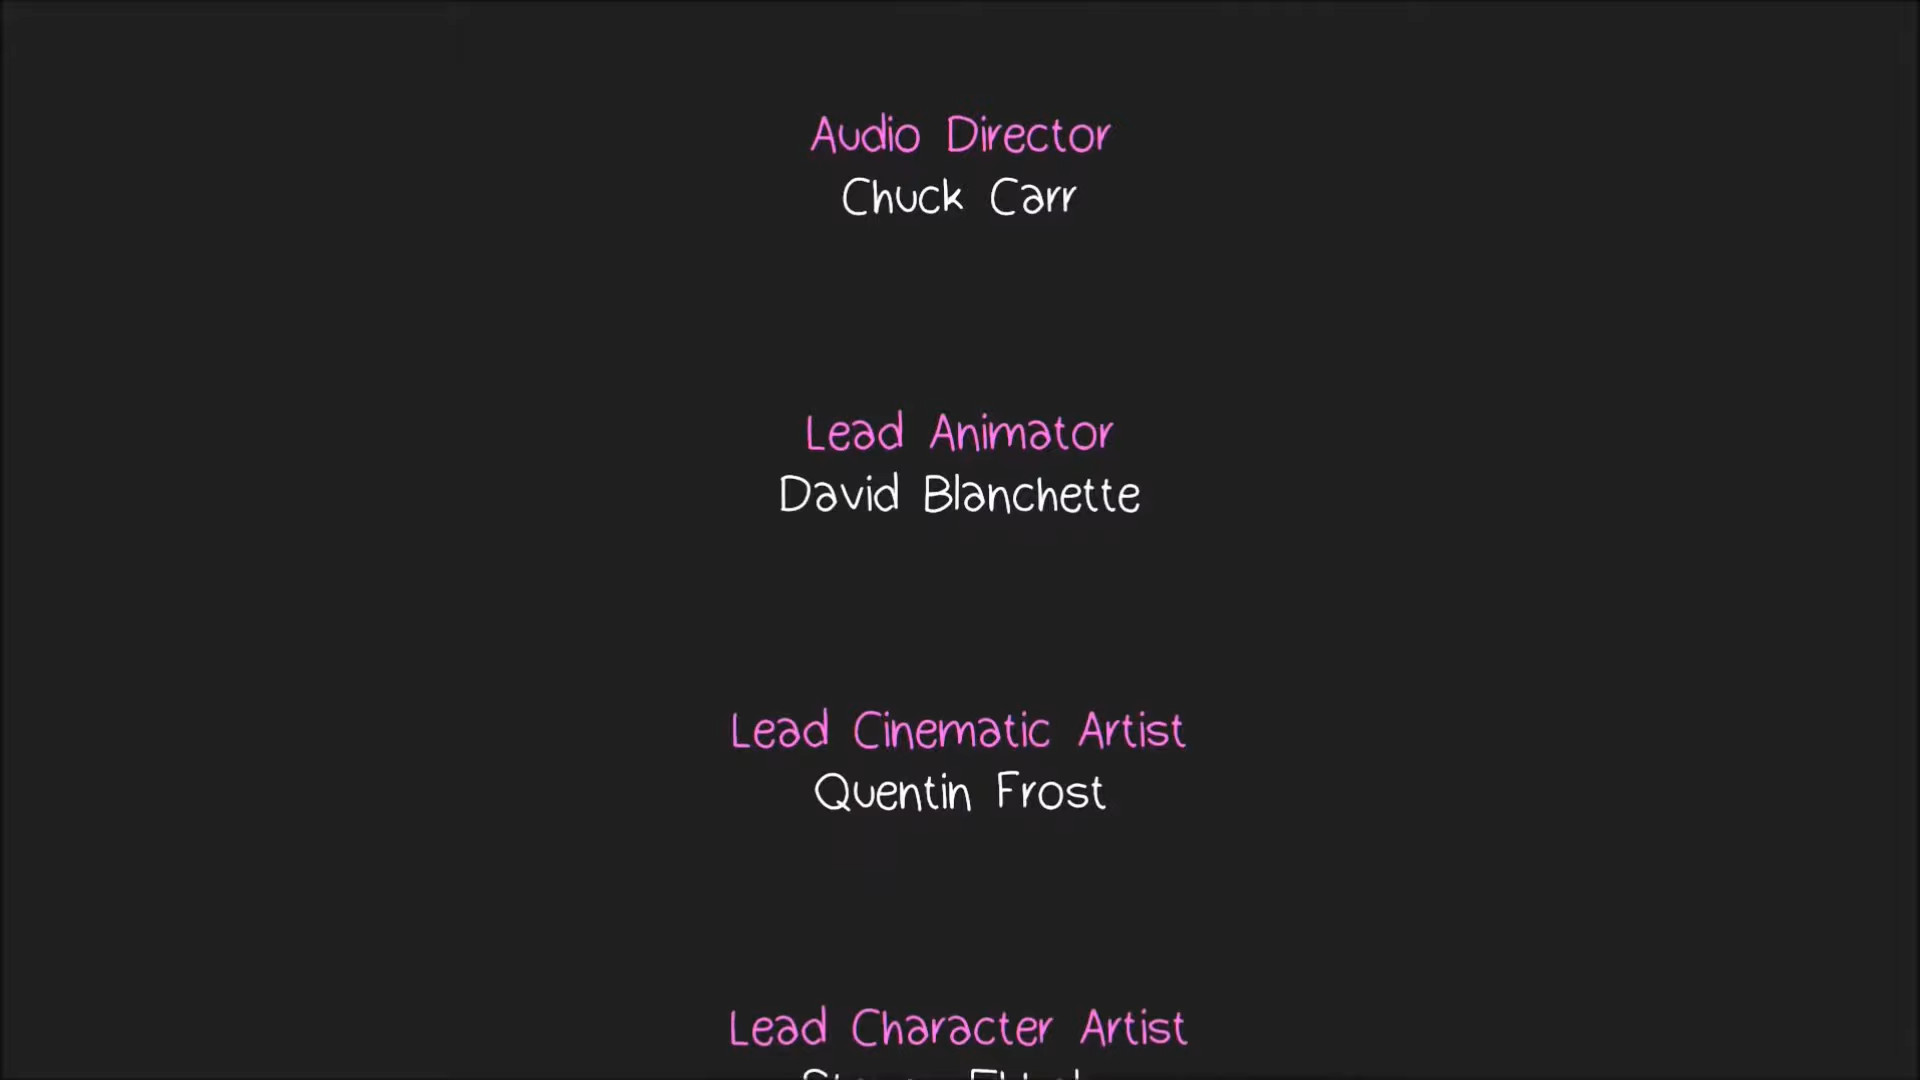 Audio Director
Chuck Carr
Lead Animator
David Blanchette
Lead Cinematic Artist
Quentin Frost
Lead Character Artist